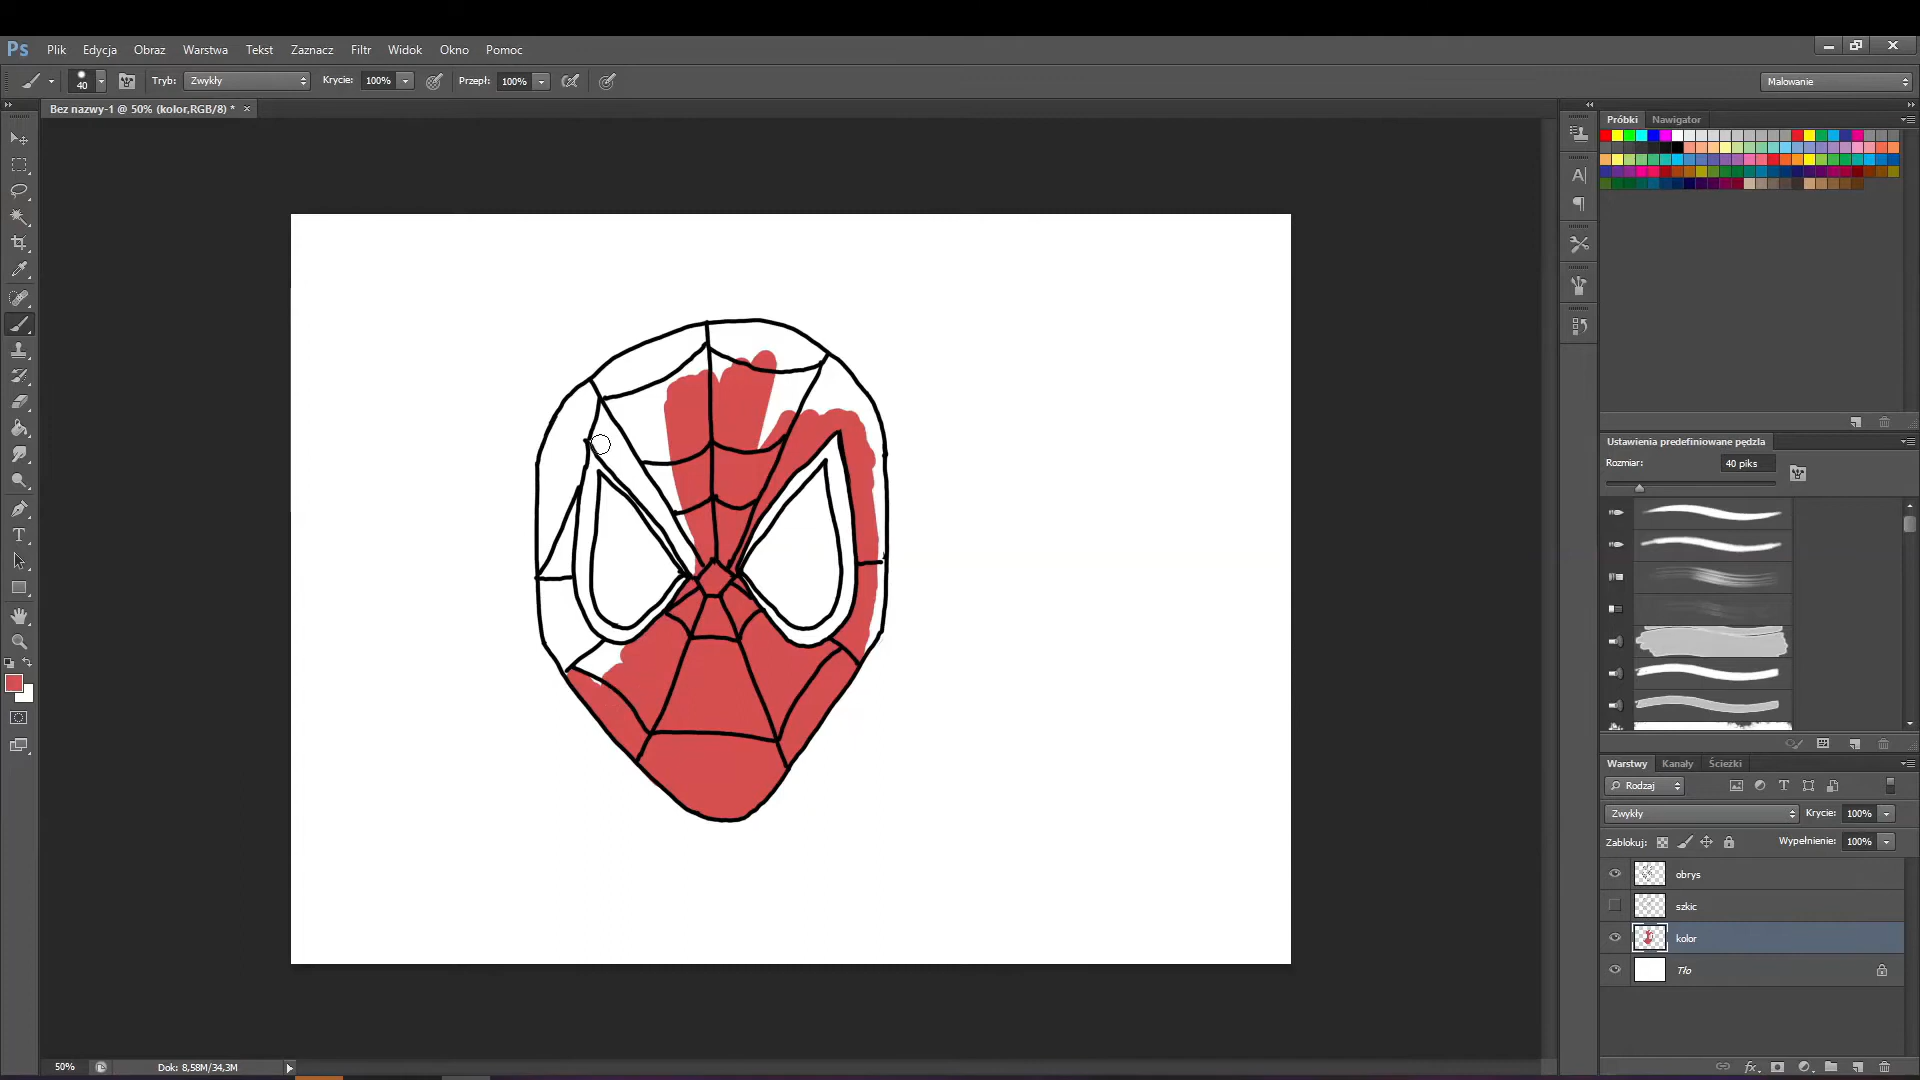 Ps Plik Edycja Obraz Warstwa Tekst Zaznacz Filtr Widok Okno Pomoc
40 Tryb: Zwykły Krycie: 100% Przepł: 100% Malowanie
Bez nazwy-1 @ 50% (kolor,RGB/8) * ×
Próbki Nawigator
Ustawienia predefiniowane pędzla
Rozmiar: 40 piks
Warstwy Kanały Ścieżki
Rodzaj
Zwykły Krycie: 100%
Zablokuj: Wypełnienie: 100%
obrys
szkic
kolor
Tło
50% Dok: 8,58M/34,3M